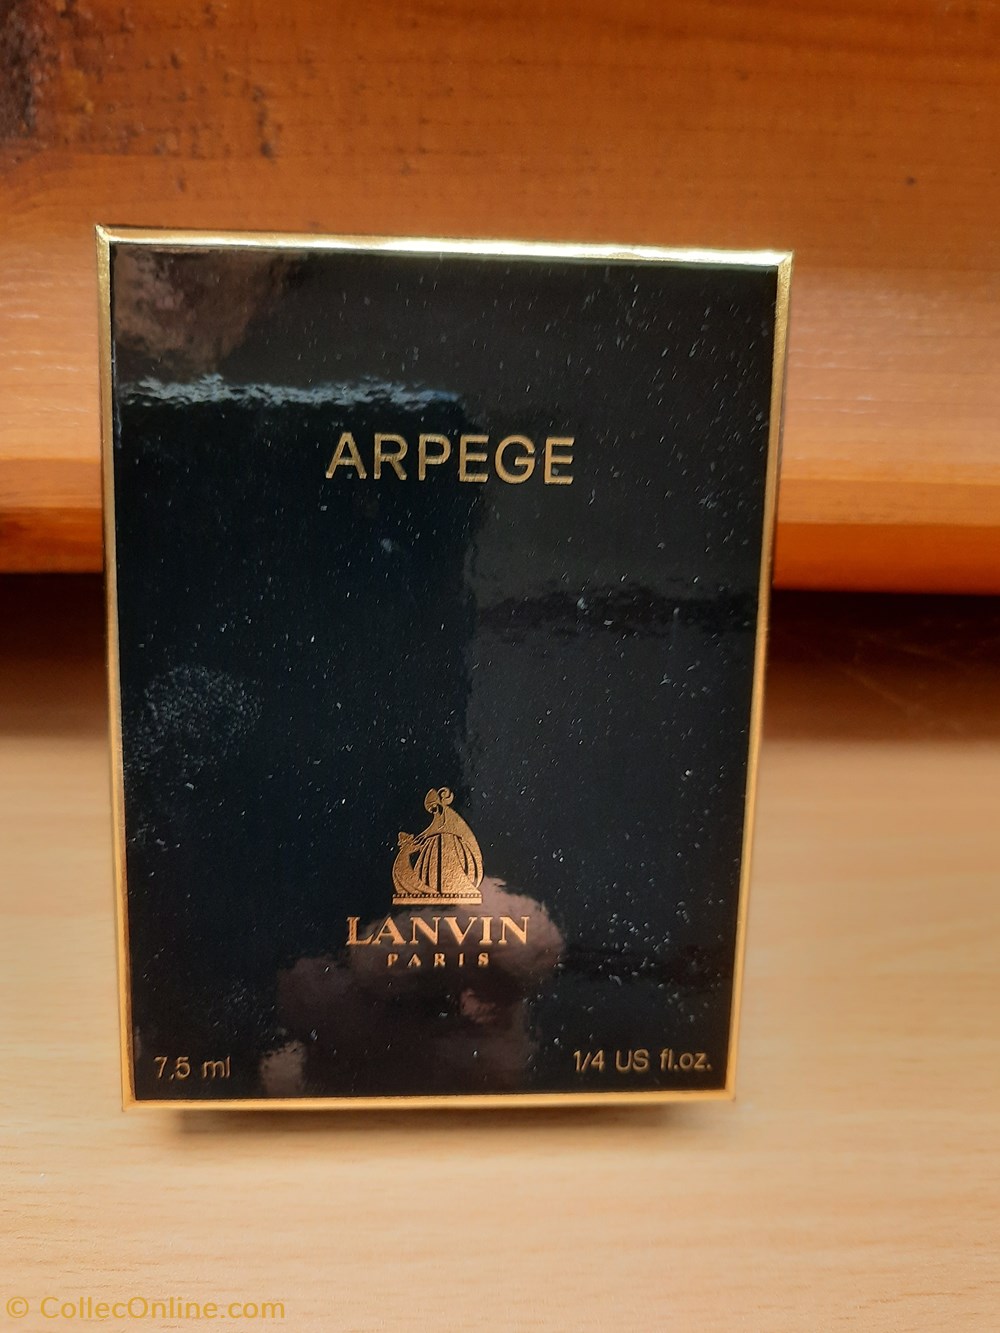 ARPEGE
LANVIN
PARIS
7,5 ml
1/4 US fl.oz.
© CollecOnline.com